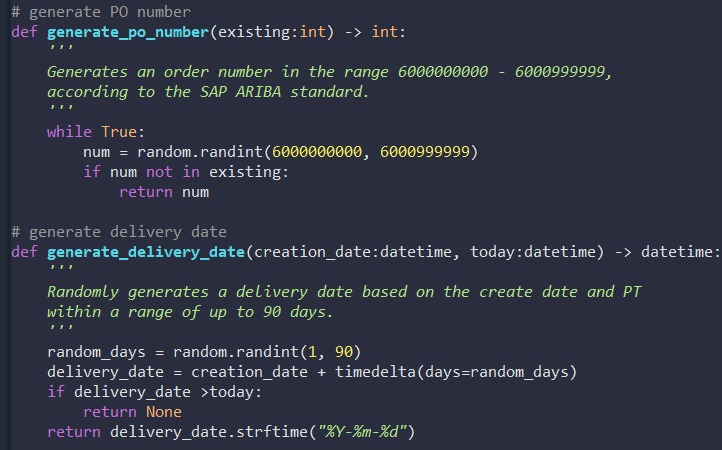 # generate PO number
def generate_po_number(existing:int) -> int:
    '''
    Generates an order number in the range 6000000000 - 6000999999,
    according to the SAP ARIBA standard.
    '''
    while True:
        num = random.randint(6000000000, 6000999999)
        if num not in existing:
            return num

# generate delivery date
def generate_delivery_date(creation_date:datetime, today:datetime) -> datetime:
    '''
    Randomly generates a delivery date based on the create date and PT
    within a range of up to 90 days.
    '''
    random_days = random.randint(1, 90)
    delivery_date = creation_date + timedelta(days=random_days)
    if delivery_date >today:
        return None
    return delivery_date.strftime("%Y-%m-%d")